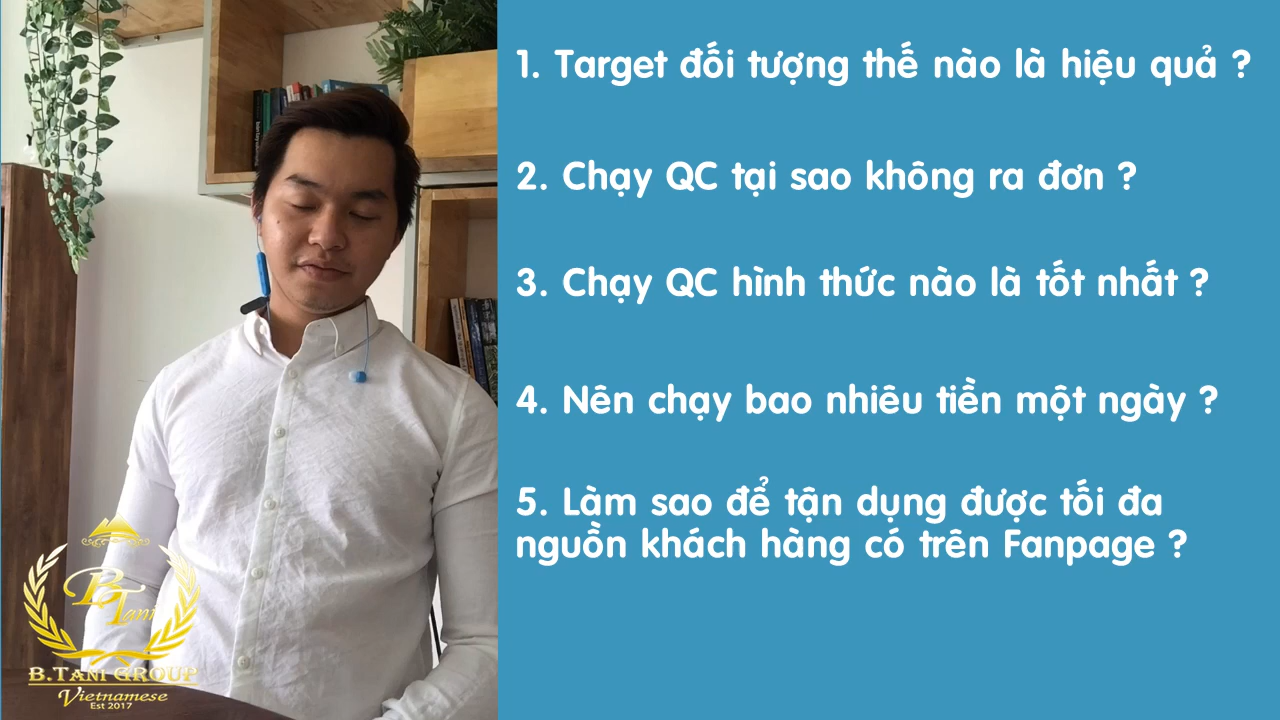 1. Target đối tượng thế nào là hiệu quả ?
2. Chạy QC tại sao không ra đơn ?
3. Chạy QC hình thức nào là tốt nhất ?
4. Nên chạy bao nhiêu tiền một ngày ?
5. Làm sao để tận dụng được tối đa
nguồn khách hàng có trên Fanpage ?
B Tani
B.TANI GROUP
Vietnamese
Est 2017